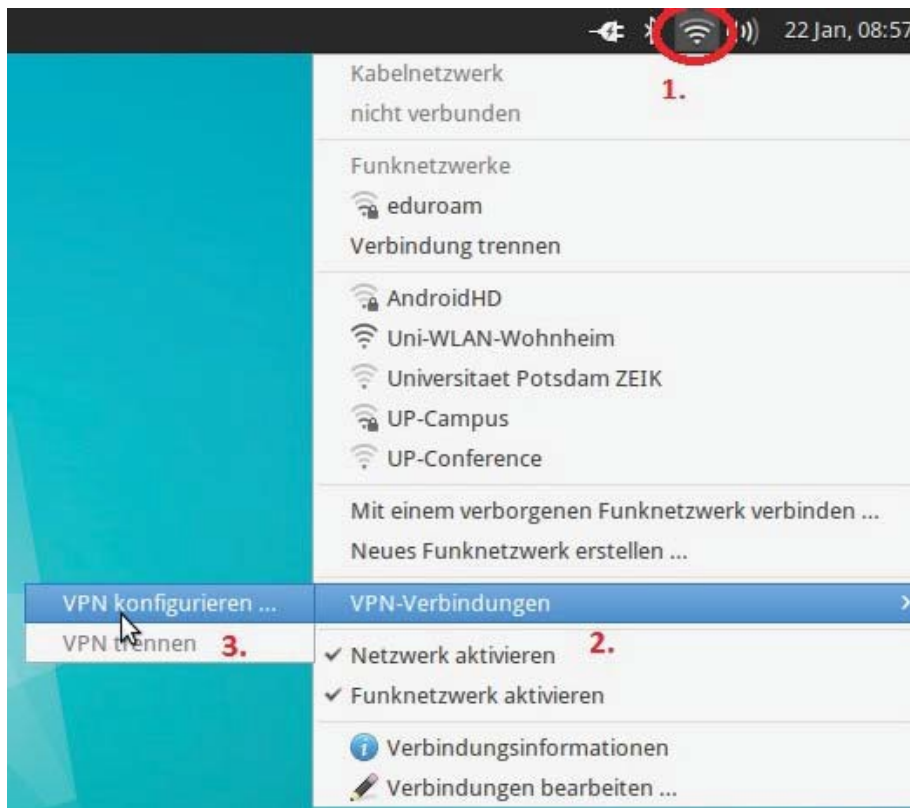 22 Jan, 08:57
1.
Kabelnetzwerk
nicht verbunden
Funknetzwerke
eduroam
Verbindung trennen
AndroidHD
Uni-WLAN-Wohnheim
Universitaet Potsdam ZEIK
UP-Campus
UP-Conference
Mit einem verborgenen Funknetzwerk verbinden ...
Neues Funknetzwerk erstellen ...
VPN-Verbindungen
2.
VPN konfigurieren ...
VPN trennen
3.
Netzwerk aktivieren
Funknetzwerk aktivieren
Verbindungsinformationen
Verbindungen bearbeiten ...